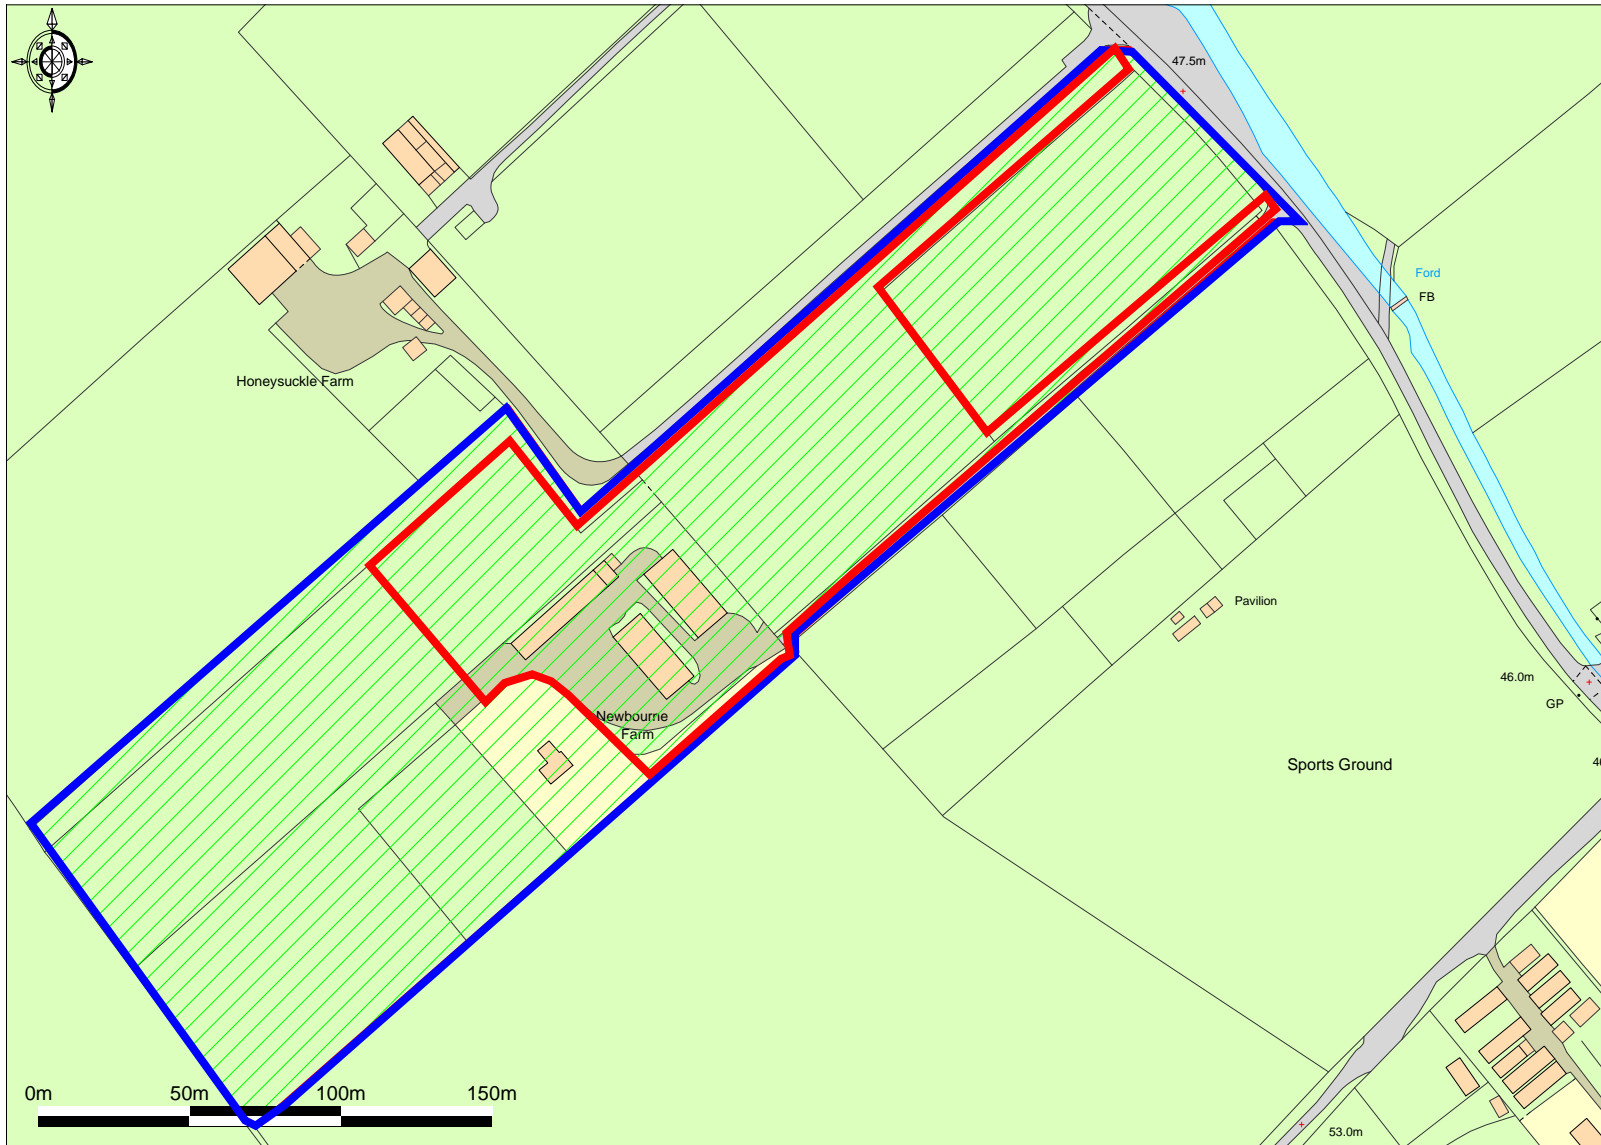 47.5m
Ford
FB
Honeysuckle Farm
Pavilion
46.0m
GP
Newbourne
Farm
Sports Ground
0m 50m 100m 150m
53.0m